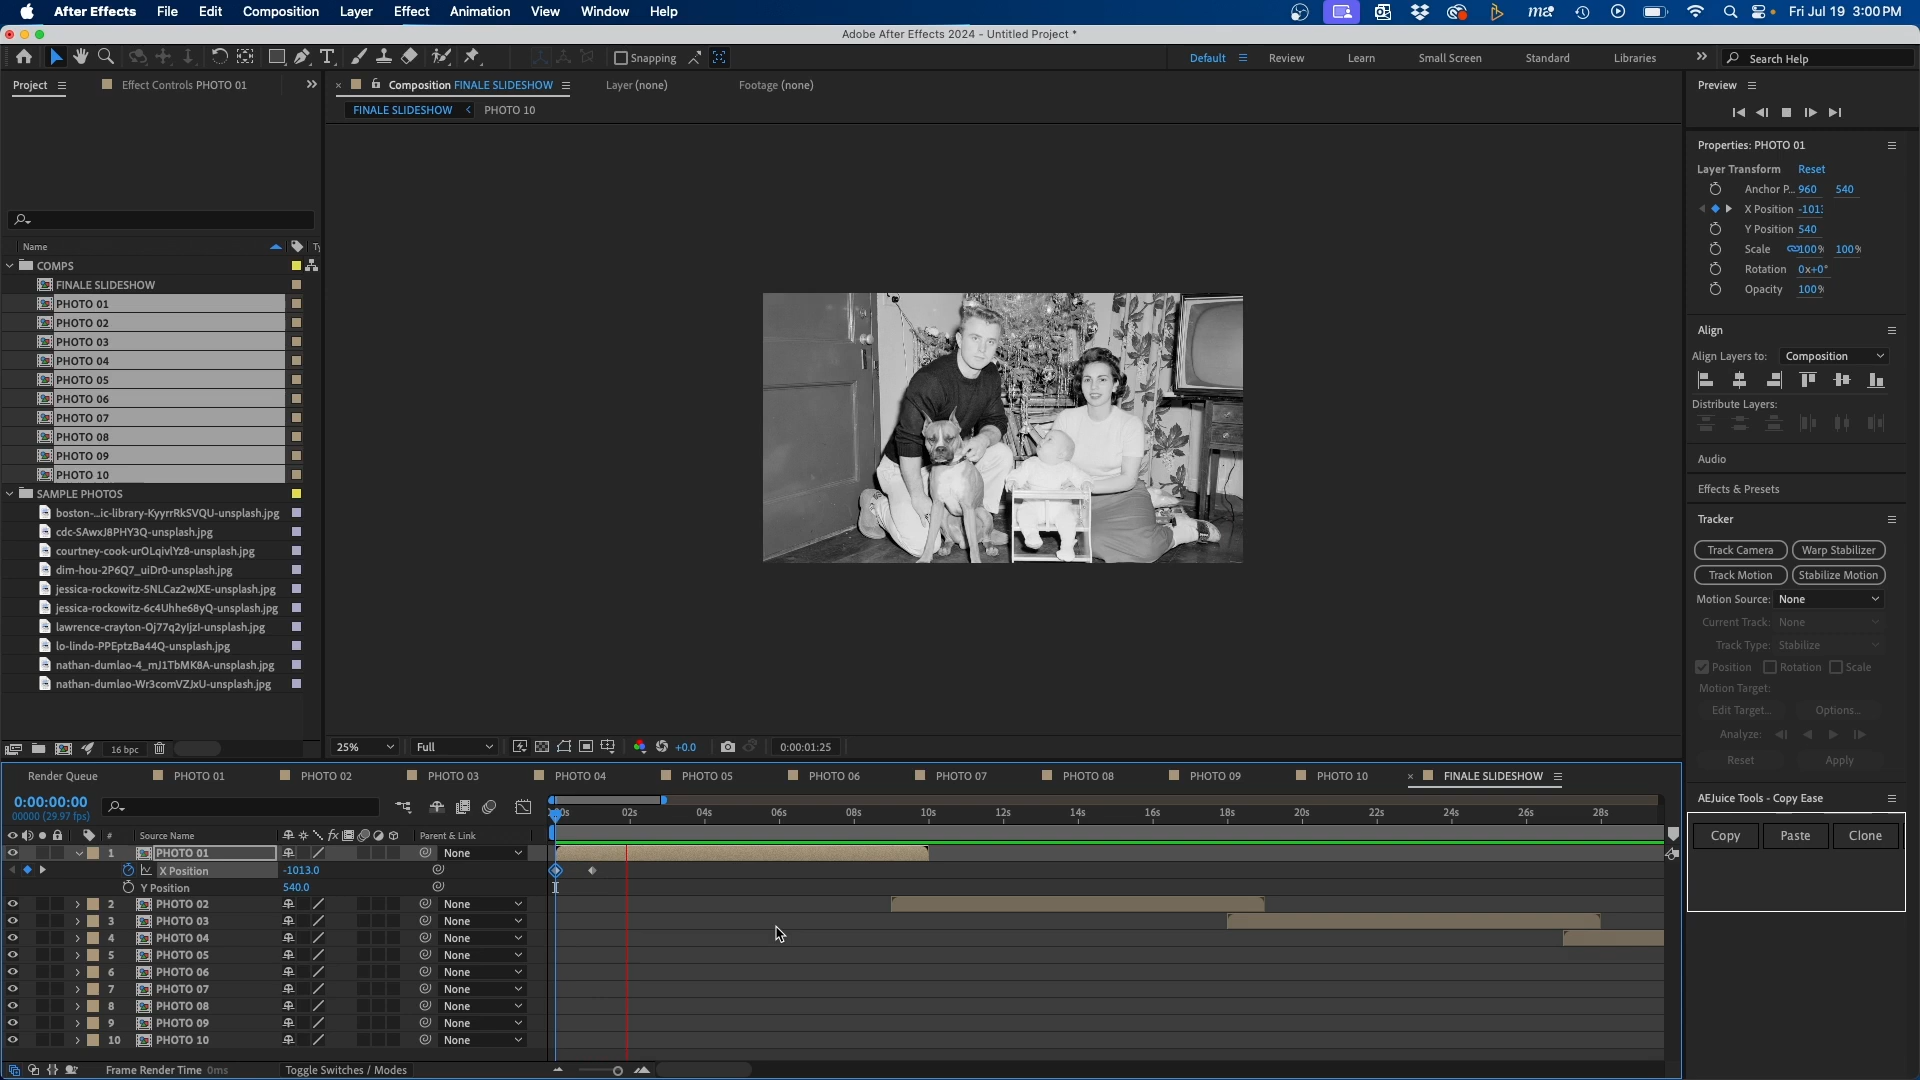 After Effects File Edit Composition Layer Effect Animation View Window Help Fri Jul 19 3:00 PM
Adobe After Effects 2024 - Untitled Project *
Snapping Default Review Learn Small Screen Standard Libraries Search Help
Project Effect Controls PHOTO 01 Composition FINALE SLIDESHOW Layer (none) Footage (none) Preview
FINALE SLIDESHOW PHOTO 10
Properties: PHOTO 01
Layer Transform Reset
Anchor P... 960 540
X Position -101
Y Position 540
Scale 100% 100%
Rotation 0x+0°
Opacity 100%
Name
COMPS
FINALE SLIDESHOW
PHOTO 01
PHOTO 02
PHOTO 03
PHOTO 04
PHOTO 05
PHOTO 06
PHOTO 07
PHOTO 08
PHOTO 09
PHOTO 10
SAMPLE PHOTOS
boston-...ic-library-KyyrrRkSVQU-unsplash.jpg
cdc-SAwxJ8PHY3Q-unsplash.jpg
courtney-cook-urOLqivlYz8-unsplash.jpg
dim-hou-2P6Q7_uiDr0-unsplash.jpg
jessica-rockowitz-5NLCaz2wJXE-unsplash.jpg
jessica-rockowitz-6c4Uhhe68yQ-unsplash.jpg
lawrence-crayton-Oj77q2yIjzI-unsplash.jpg
lo-lindo-PPEptzBa44Q-unsplash.jpg
nathan-dumlao-4_mJ1TbMK8A-unsplash.jpg
nathan-dumlao-Wr3comVZJxU-unsplash.jpg
16 bpc
Align
Align Layers to: Composition
Distribute Layers:
Audio
Effects & Presets
Tracker
Track Camera Warp Stabilizer
Track Motion Stabilize Motion
Motion Source: None
Current Track: None
Track Type: Stabilize
Position Rotation Scale
Motion Target:
Edit Target... Options...
Analyze:
Reset Apply
25% Full +0.0 0:00:01:25
Render Queue PHOTO 01 PHOTO 02 PHOTO 03 PHOTO 04 PHOTO 05 PHOTO 06 PHOTO 07 PHOTO 08 PHOTO 09 PHOTO 10 FINALE SLIDESHOW
0:00:00:00
00000 (29.97 fps)
02s 04s 06s 08s 10s 12s 14s 16s 18s 20s 22s 24s 26s 28s
# Source Name fx Parent & Link
1 PHOTO 01 None
X Position -1013.0
Y Position 540.0
2 PHOTO 02 None
3 PHOTO 03 None
4 PHOTO 04 None
5 PHOTO 05 None
6 PHOTO 06 None
7 PHOTO 07 None
8 PHOTO 08 None
9 PHOTO 09 None
10 PHOTO 10 None
Frame Render Time 0ms Toggle Switches / Modes
AEJuice Tools - Copy Ease
Copy Paste Clone